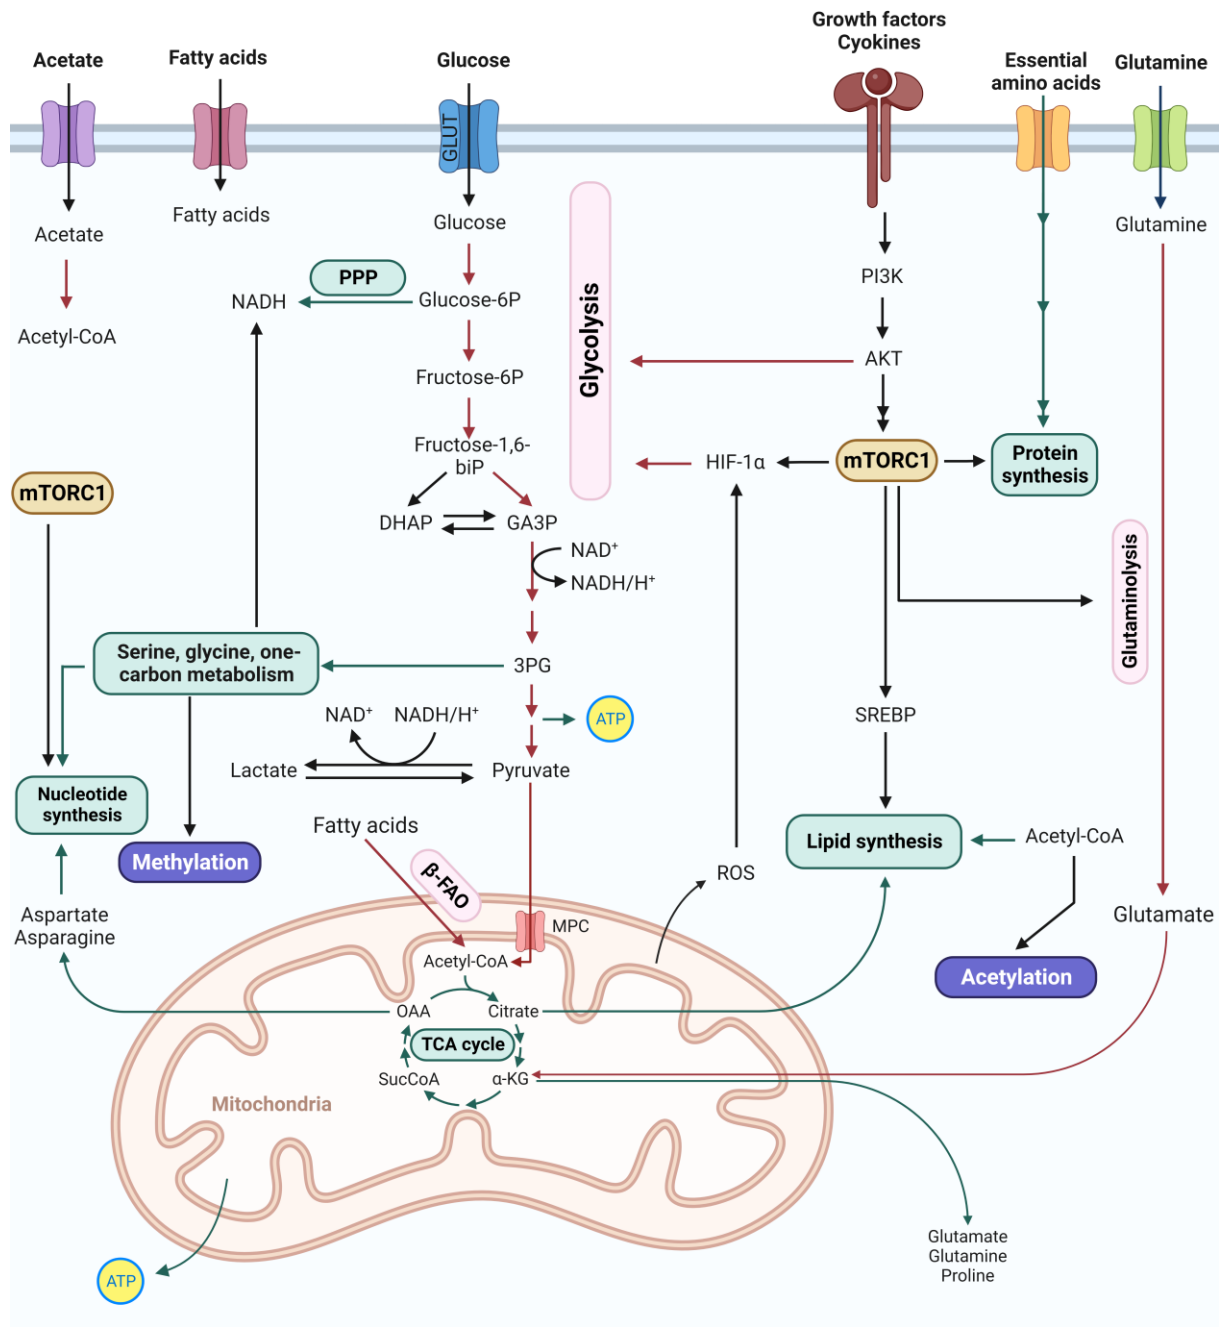 Growth factors
Cyokines
Acetate
Fatty acids
Glucose
Essential
amino acids
Glutamine
GLUT
Fatty acids
Acetate
Glucose
Glutamine
PI3K
PPP
NADH
Glucose-6P
Glycolysis
Acetyl-CoA
AKT
Fructose-6P
Fructose-1,6-
biP
HIF-1α
mTORC1
Protein
synthesis
mTORC1
DHAP
GA3P
NAD+
NADH/H+
Glutaminolysis
Serine, glycine, one-
carbon metabolism
3PG
NAD+
NADH/H+
ATP
SREBP
Lactate
Pyruvate
Nucleotide
synthesis
Fatty acids
Lipid synthesis
Acetyl-CoA
Methylation
β-FAO
ROS
Aspartate
Asparagine
MPC
Glutamate
Acetyl-CoA
Acetylation
OAA
Citrate
TCA cycle
SucCoA
α-KG
Mitochondria
Glutamate
Glutamine
Proline
ATP